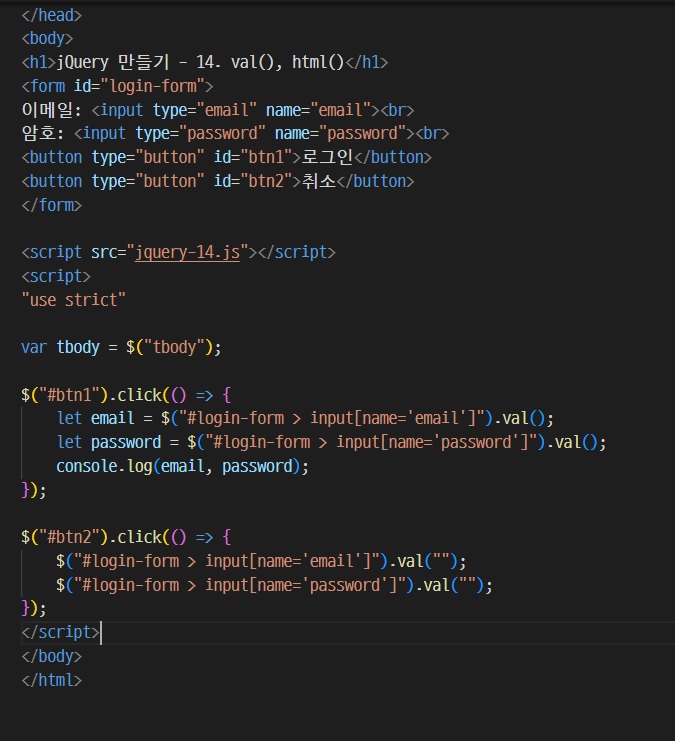 </head>
<body>
<h1>jQuery 만들기 - 14. val(), html()</h1>
<form id="login-form">
이메일: <input type="email" name="email"><br>
암호: <input type="password" name="password"><br>
<button type="button" id="btn1">로그인</button>
<button type="button" id="btn2">취소</button>
</form>

<script src="jquery-14.js"></script>
<script>
"use strict"

var tbody = $("tbody");

$("#btn1").click(() => {
    let email = $("#login-form > input[name='email']").val();
    let password = $("#login-form > input[name='password']").val();
    console.log(email, password);
});

$("#btn2").click(() => {
    $("#login-form > input[name='email']").val("");
    $("#login-form > input[name='password']").val("");
});
</script>
</body>
</html>